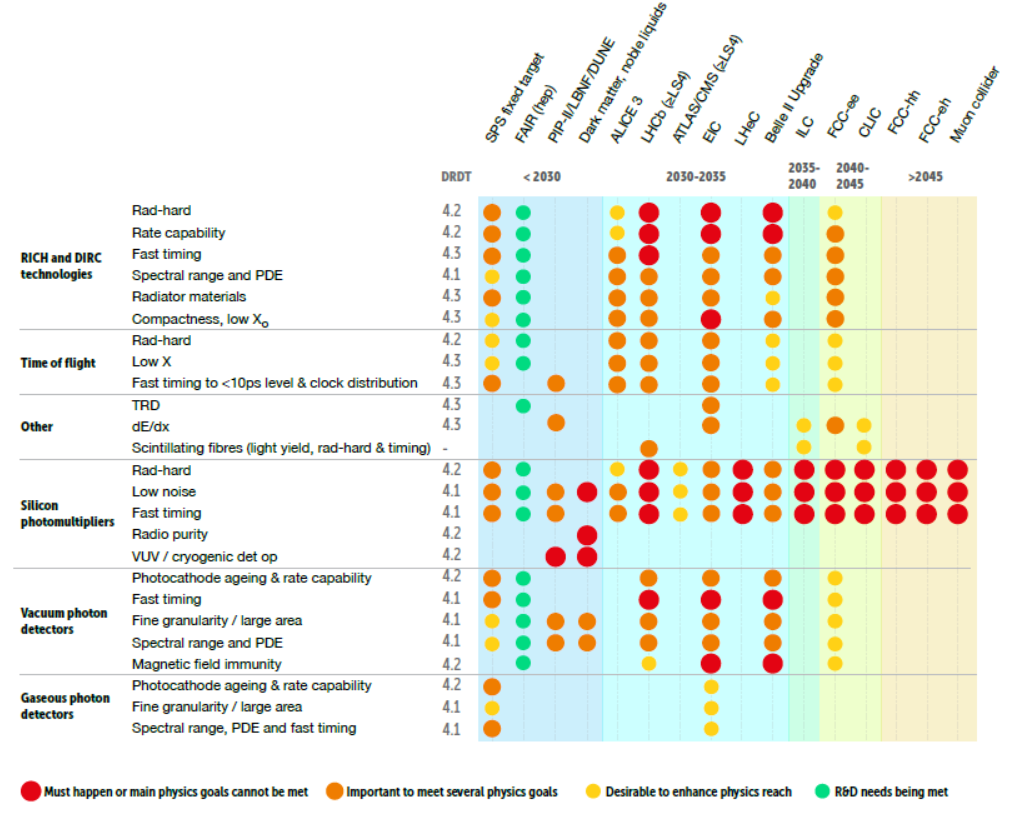 SPS fixed target
FAIR (hep)
PIP-II/LBNF/DUNE
Dark matter, noble liquids
ALICE 3
LHCb (≥LS4)
ATLAS/CMS (≥LS4)
EIC
LHeC
Belle II Upgrade
ILC
FCC-ee
CLIC
FCC-hh
FCC-eh
Muon collider
DRDT < 2030 2030-2035 2035-2040 2040-2045 >2045
RICH and DIRC technologies
Rad-hard 4.2
Rate capability 4.2
Fast timing 4.3
Spectral range and PDE 4.1
Radiator materials 4.3
Compactness, low Xo 4.3
Time of flight
Rad-hard 4.2
Low X 4.3
Fast timing to <10ps level & clock distribution 4.3
Other
TRD 4.3
dE/dx 4.3
Scintillating fibres (light yield, rad-hard & timing) -
Silicon photomultipliers
Rad-hard 4.2
Low noise 4.1
Fast timing 4.1
Radio purity 4.2
VUV / cryogenic det op 4.2
Vacuum photon detectors
Photocathode ageing & rate capability 4.2
Fast timing 4.1
Fine granularity / large area 4.1
Spectral range and PDE 4.1
Magnetic field immunity 4.2
Gaseous photon detectors
Photocathode ageing & rate capability 4.2
Fine granularity / large area 4.1
Spectral range, PDE and fast timing 4.1
Must happen or main physics goals cannot be met Important to meet several physics goals Desirable to enhance physics reach R&D needs being met